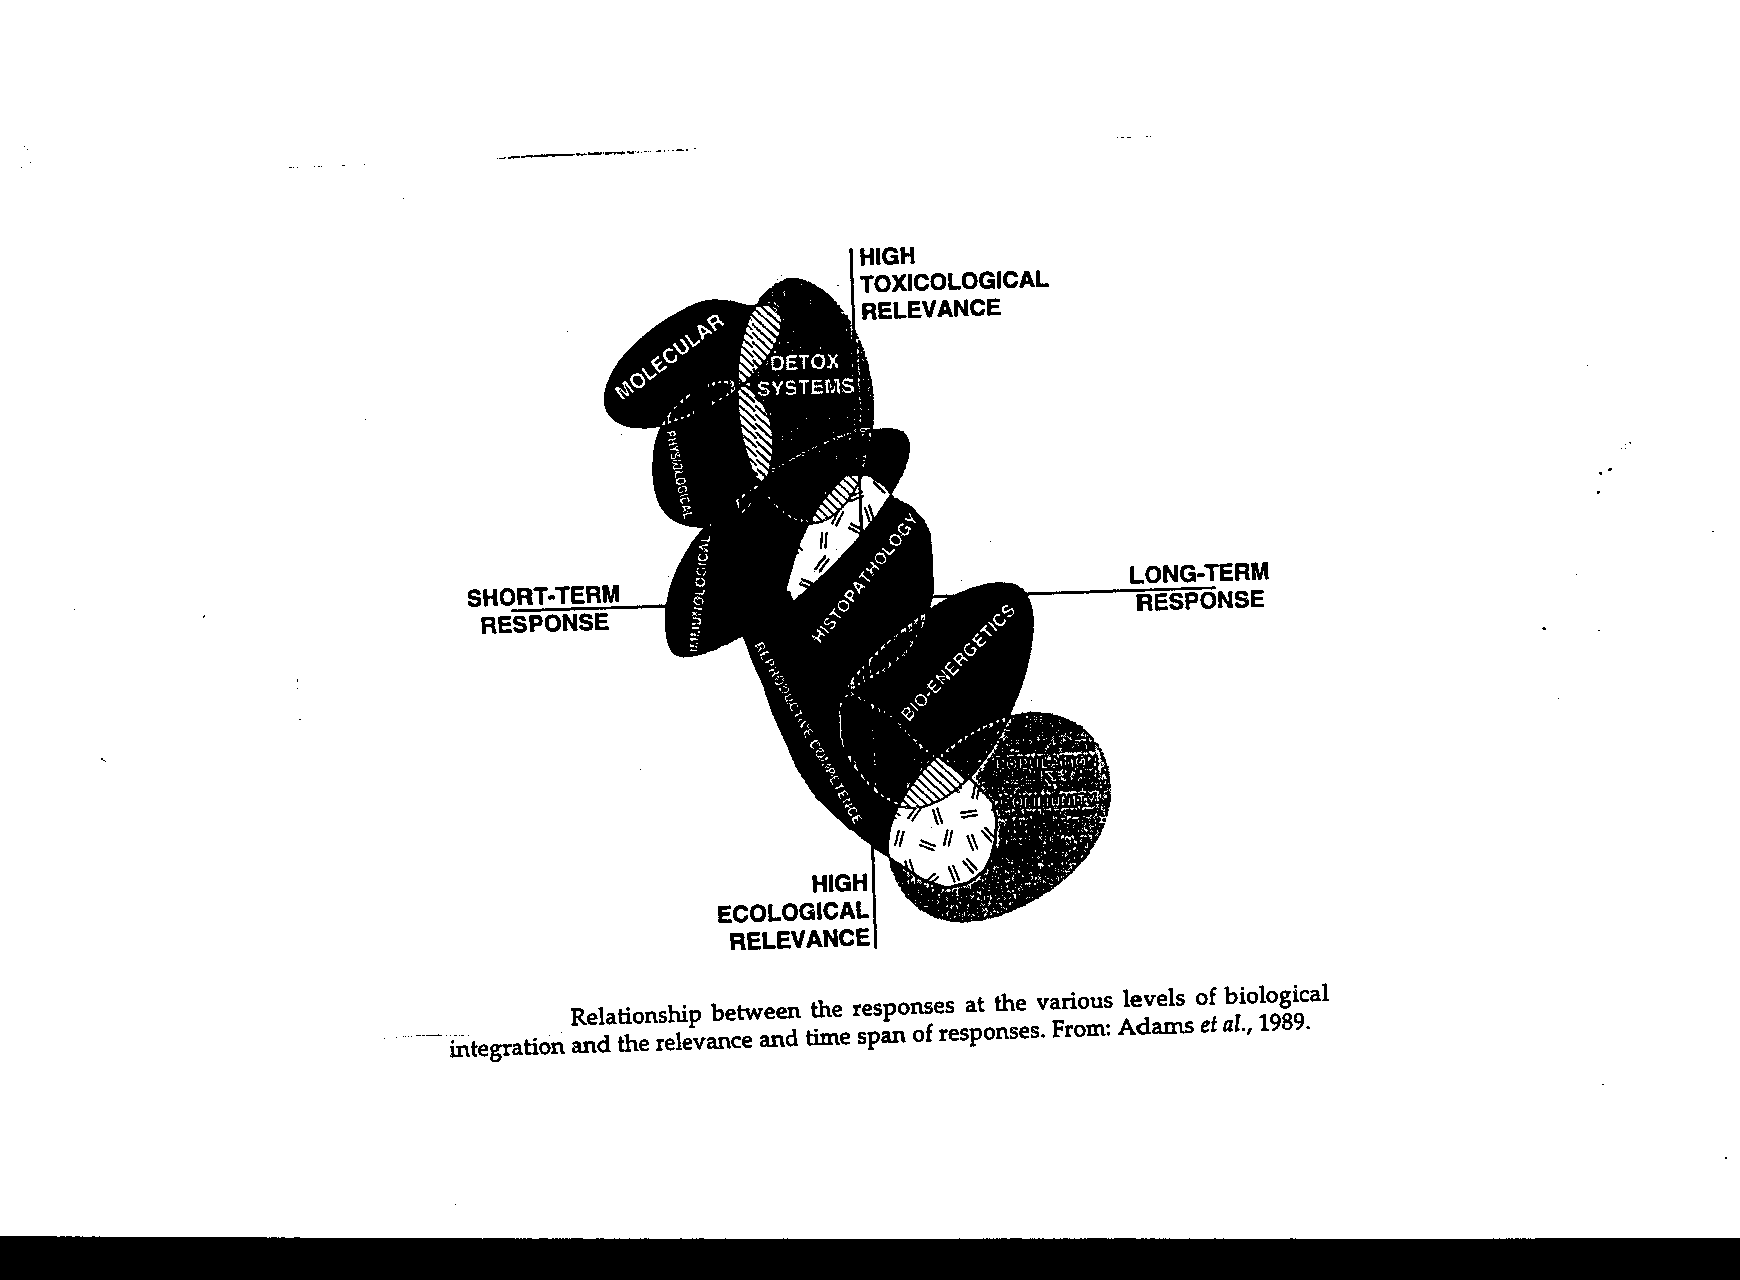 HIGH
TOXICOLOGICAL
RELEVANCE
MOLECULAR
DETOX
SYSTEMS
PHYSIOLOGICAL
IMMUNOLOGICAL
HISTOPATHOLOGY
SHORT-TERM
RESPONSE
LONG-TERM
RESPONSE
BIO-ENERGETICS
REPRODUCTIVE COMPETENCE
POPULATION
HIGH
ECOLOGICAL
RELEVANCE
Relationship between the responses at the various levels of biological
integration and the relevance and time span of responses. From: Adams et al., 1989.